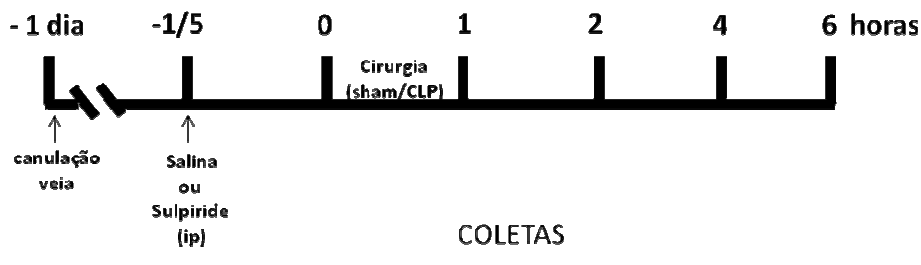 - 1 dia -1/5 0 1 2 4 6 horas
Cirurgia
(sham/CLP)
canulação
veia
Salina
ou
Sulpiride
(ip)
COLETAS